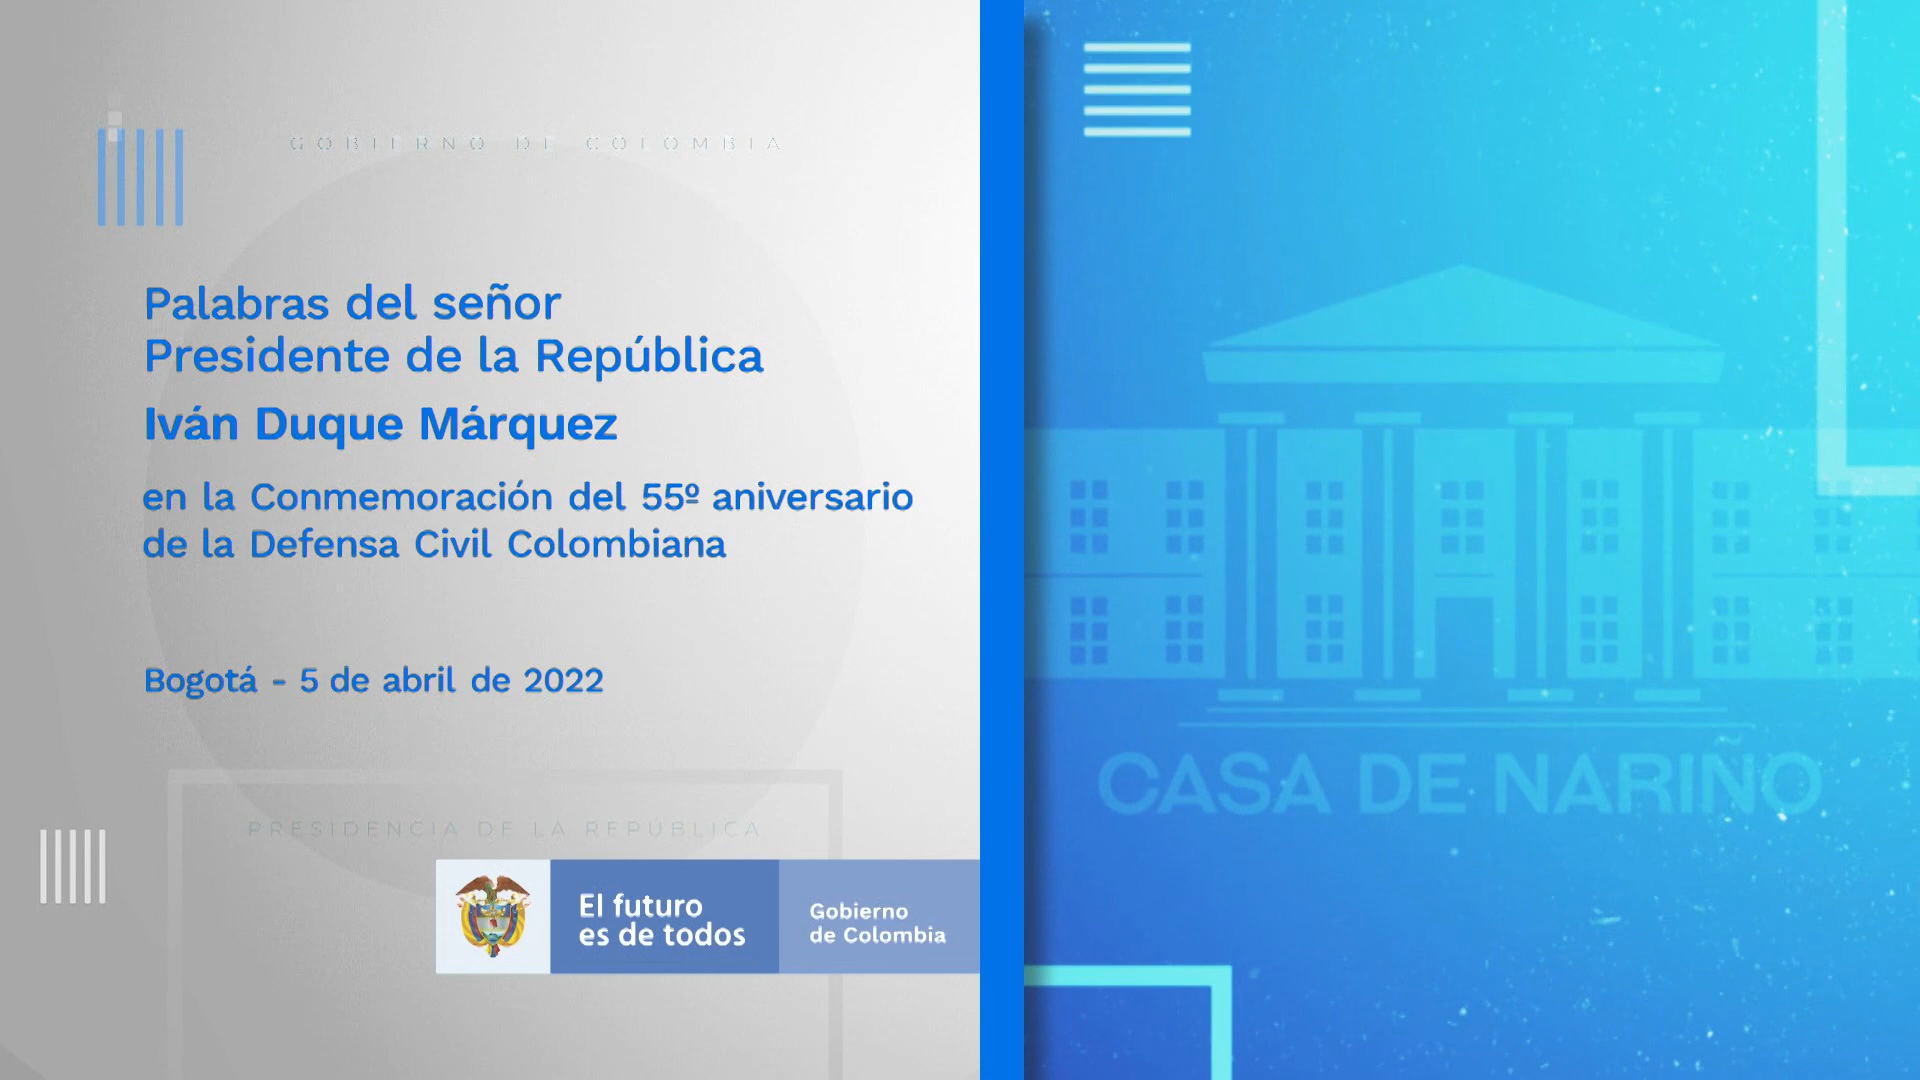 GOBIERNO DE COLOMBIA
Palabras del señor
Presidente de la República
Iván Duque Márquez
en la Conmemoración del 55º aniversario
de la Defensa Civil Colombiana
Bogotá - 5 de abril de 2022
PRESIDENCIA DE LA REPÚBLICA
El futuro
es de todos
Gobierno
de Colombia
CASA DE NARIÑO